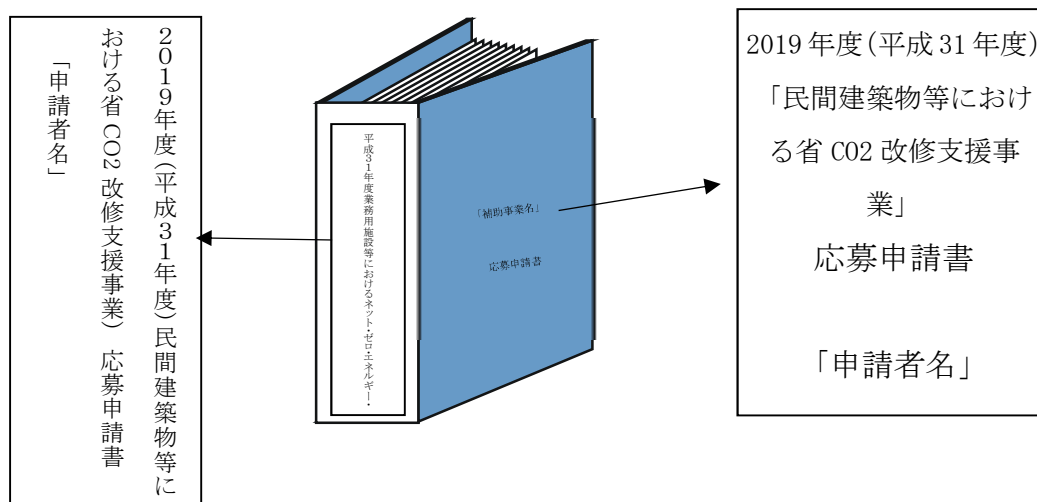 2019年度(平成31年度)民間建築物等に
おける省CO2改修支援事業) 応募申請書
「申請者名」
平成31年度業務用施設等におけるネット・ゼロ・エネルギー・
「補助事業名」
応募申請書
2019年度(平成31年度)
「民間建築物等におけ
る省CO2改修支援事
業」
応募申請書
「申請者名」